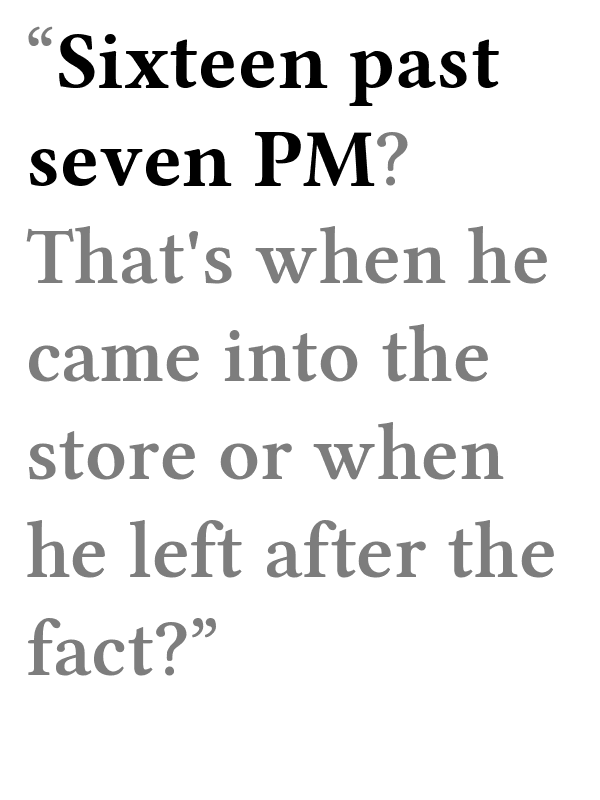 “Sixteen past
seven PM?
That's when he
came into the
store or when
he left after the
fact?”